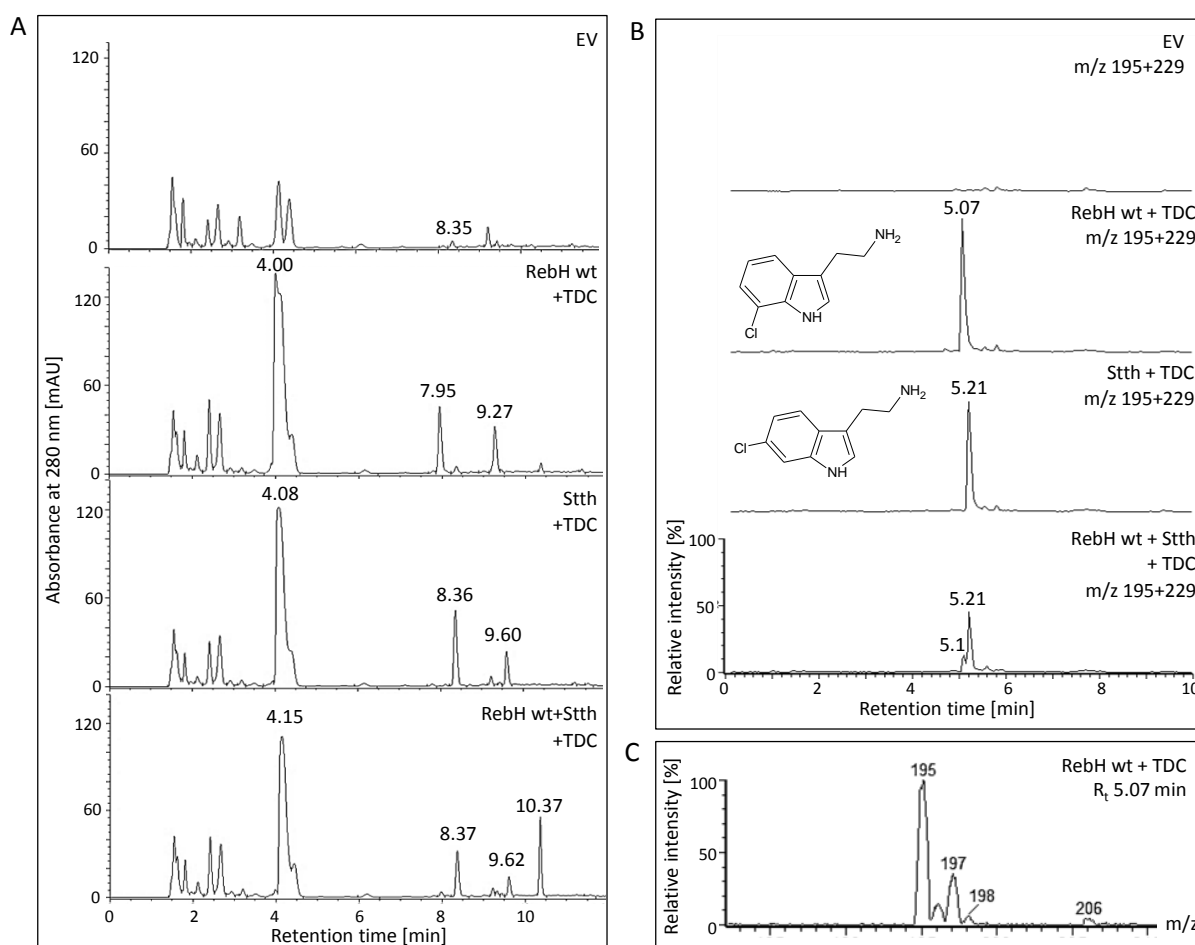 A
EV
120
60
0
8.35
Absorbance at 280 nm [mAU]
RebH wt
+TDC
120
60
0
4.00
7.95
9.27
Stth
+TDC
120
60
0
4.08
8.36
9.60
RebH wt+Stth
+TDC
120
60
0
4.15
8.37
9.62
10.37
0 2 4 6 8 10
Retention time [min]
B
EV
m/z 195+229
RebH wt + TDC
m/z 195+229
5.07
NH2
Cl
NH
Stth + TDC
m/z 195+229
5.21
NH2
Cl
NH
RebH wt + Stth
+ TDC
m/z 195+229
Relative intensity [%]
100
50
0
5.21
5.1
0 2 4 6 8 10
Retention time [min]
C
RebH wt + TDC
Rt 5.07 min
Relative intensity [%]
100
50
0
195
197
198
206
m/z